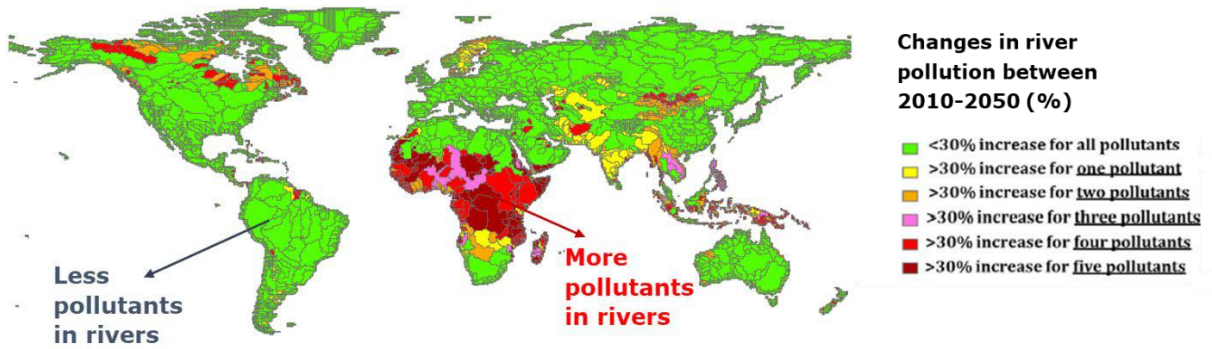 Changes in river
pollution between
2010-2050 (%)
<30% increase for all pollutants
>30% increase for one pollutant
>30% increase for two pollutants
>30% increase for three pollutants
>30% increase for four pollutants
>30% increase for five pollutants
Less
pollutants
in rivers
More
pollutants
in rivers